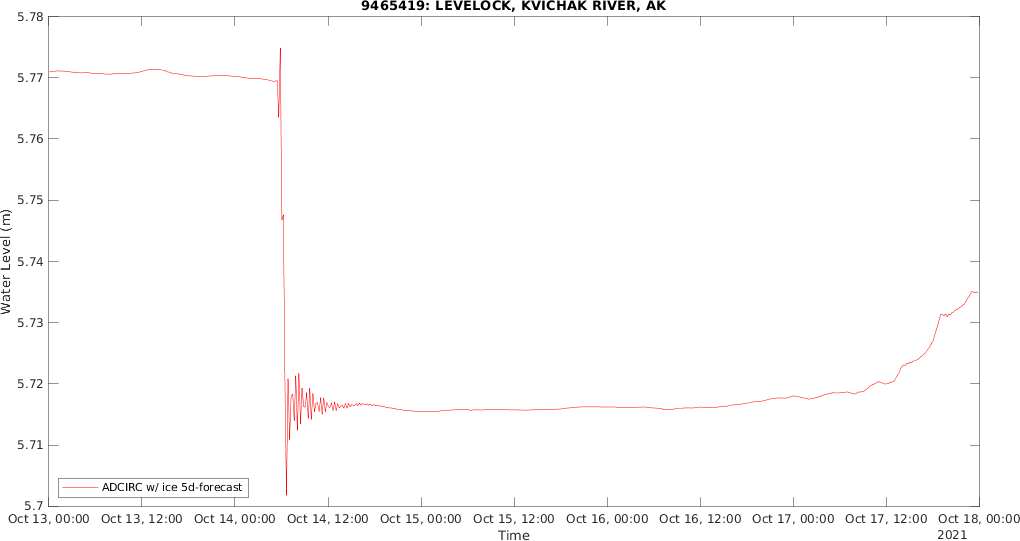 9465419: LEVELOCK, KVICHAK RIVER, AK
5.78
5.77
5.76
5.75
5.74
5.73
5.72
5.71
5.7
Water Level (m)
ADCIRC w/ ice 5d-forecast
Oct 13, 00:00 Oct 13, 12:00 Oct 14, 00:00 Oct 14, 12:00 Oct 15, 00:00 Oct 15, 12:00 Oct 16, 00:00 Oct 16, 12:00 Oct 17, 00:00 Oct 17, 12:00 Oct 18, 00:00
Time
2021